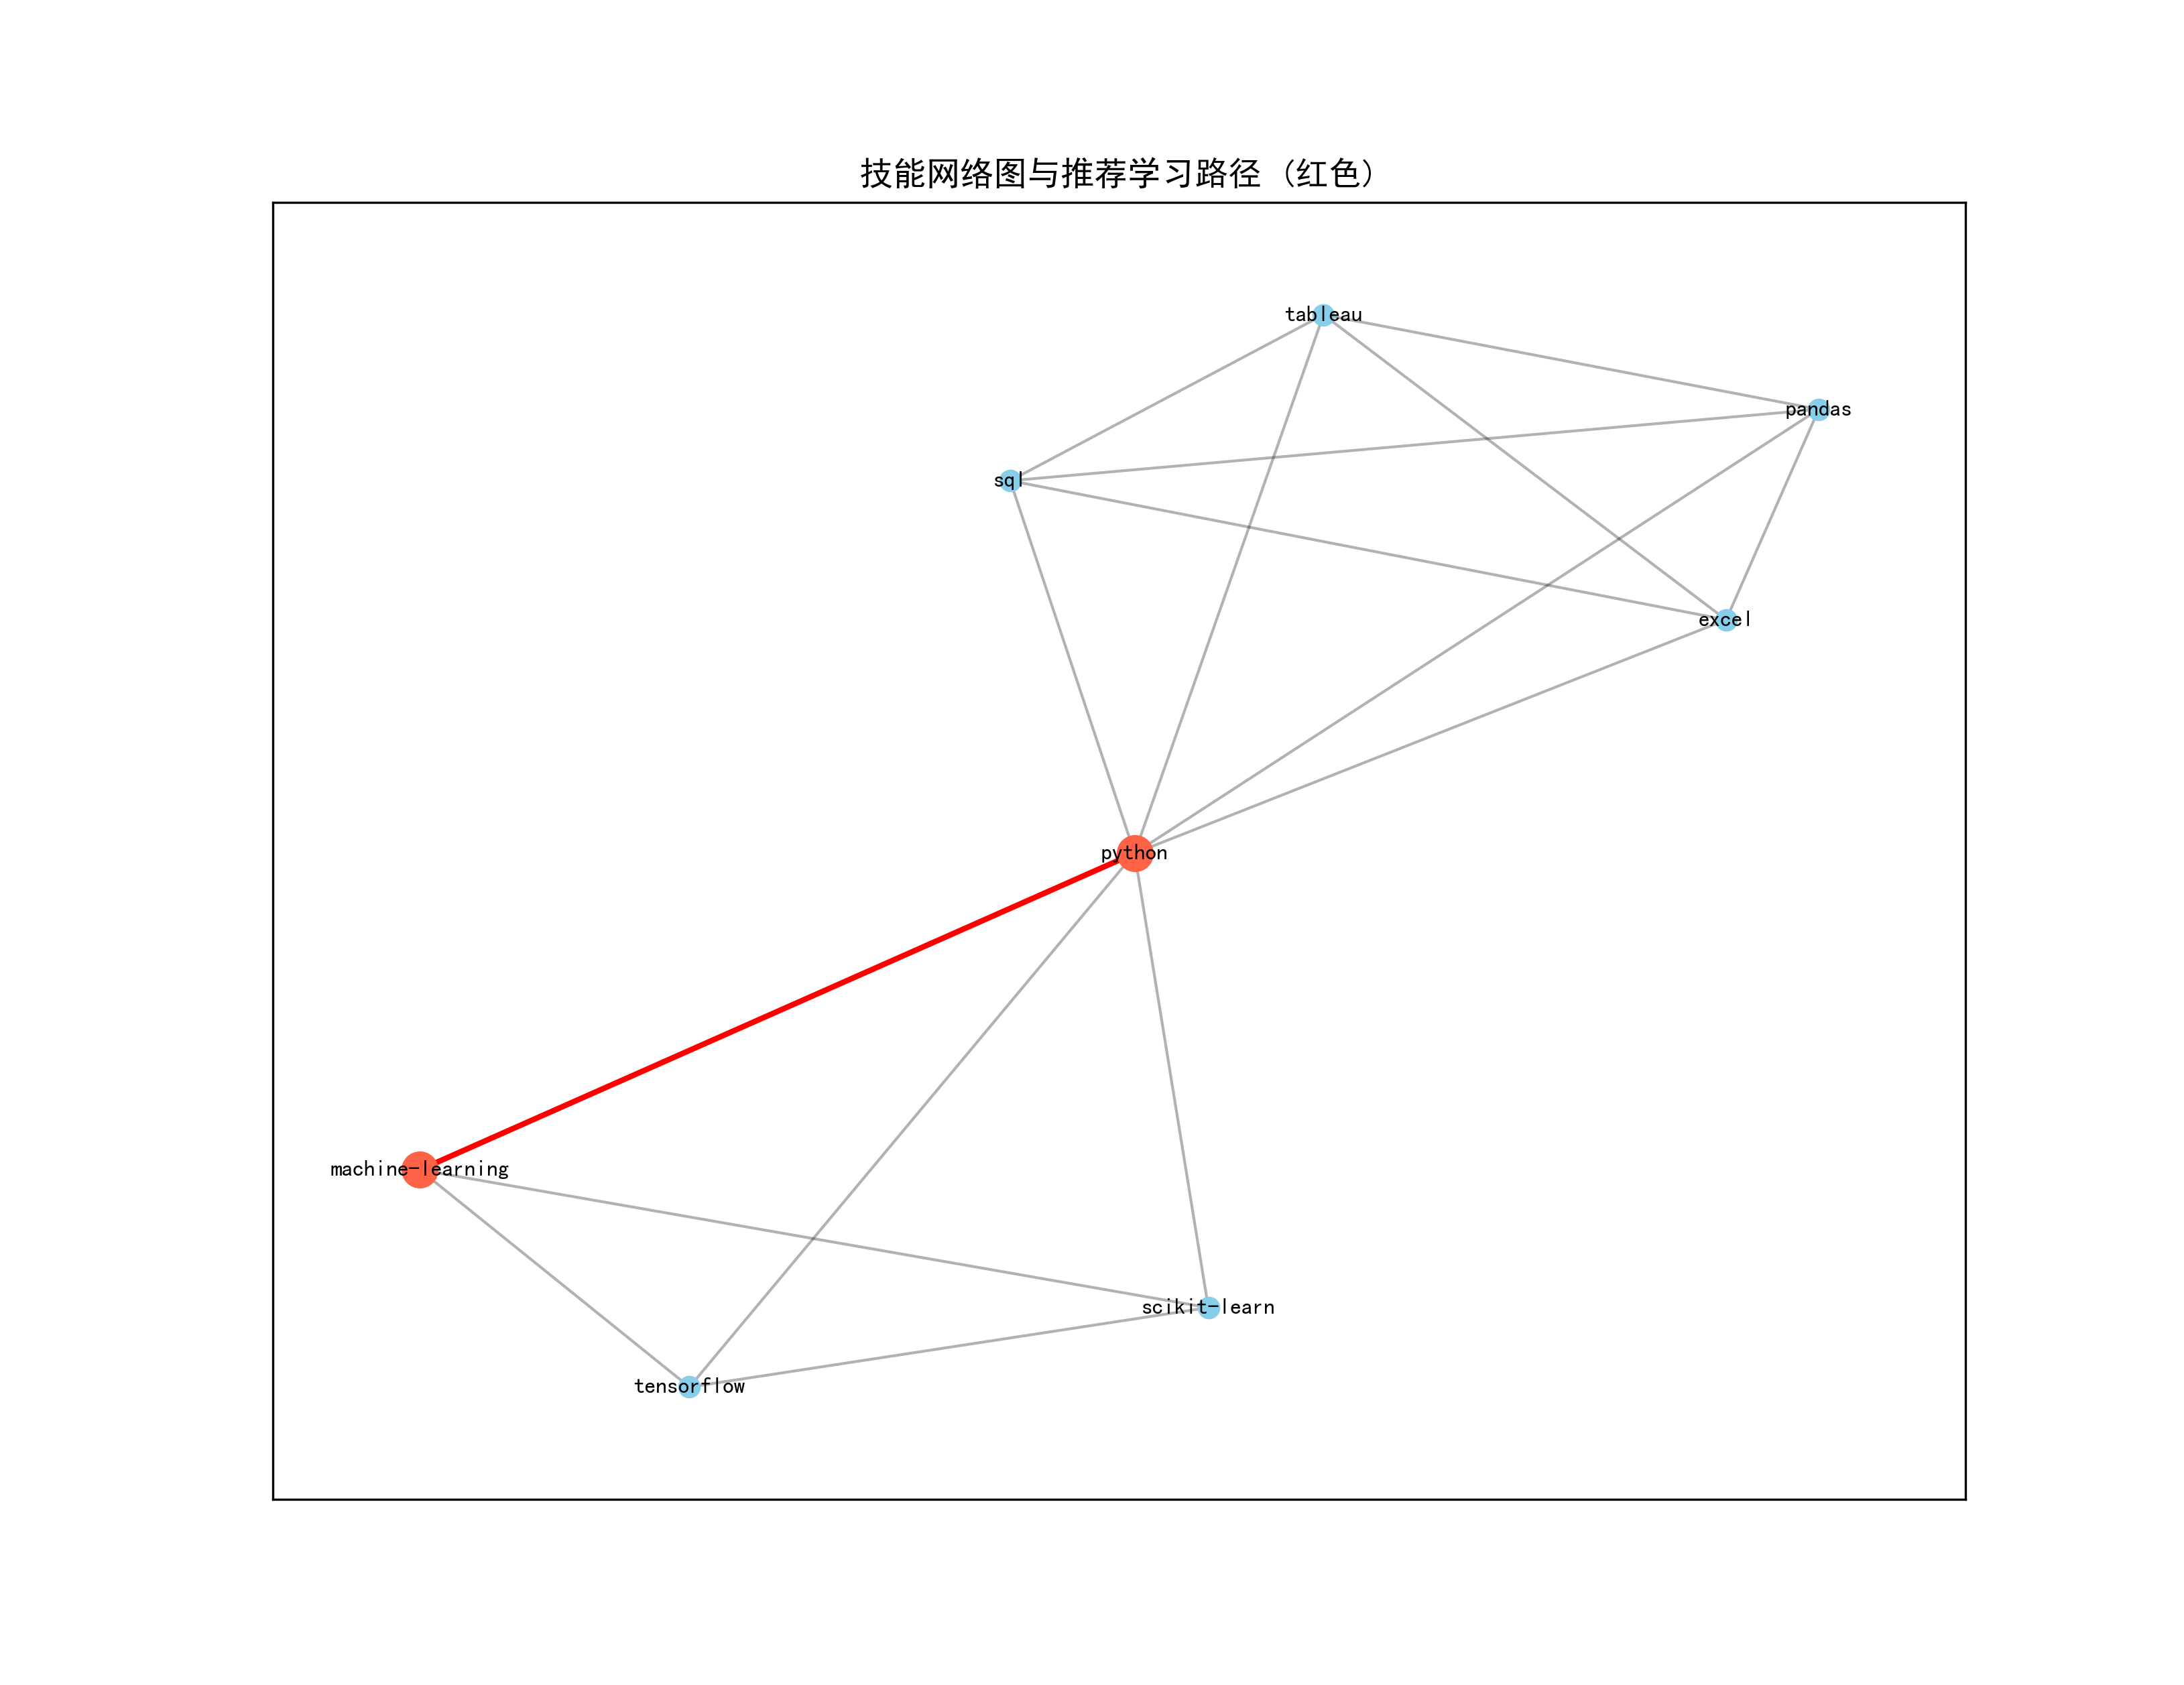 技能网络图与推荐学习路径 (红色)
tableau
pandas
sql
excel
python
machine-learning
scikit-learn
tensorflow